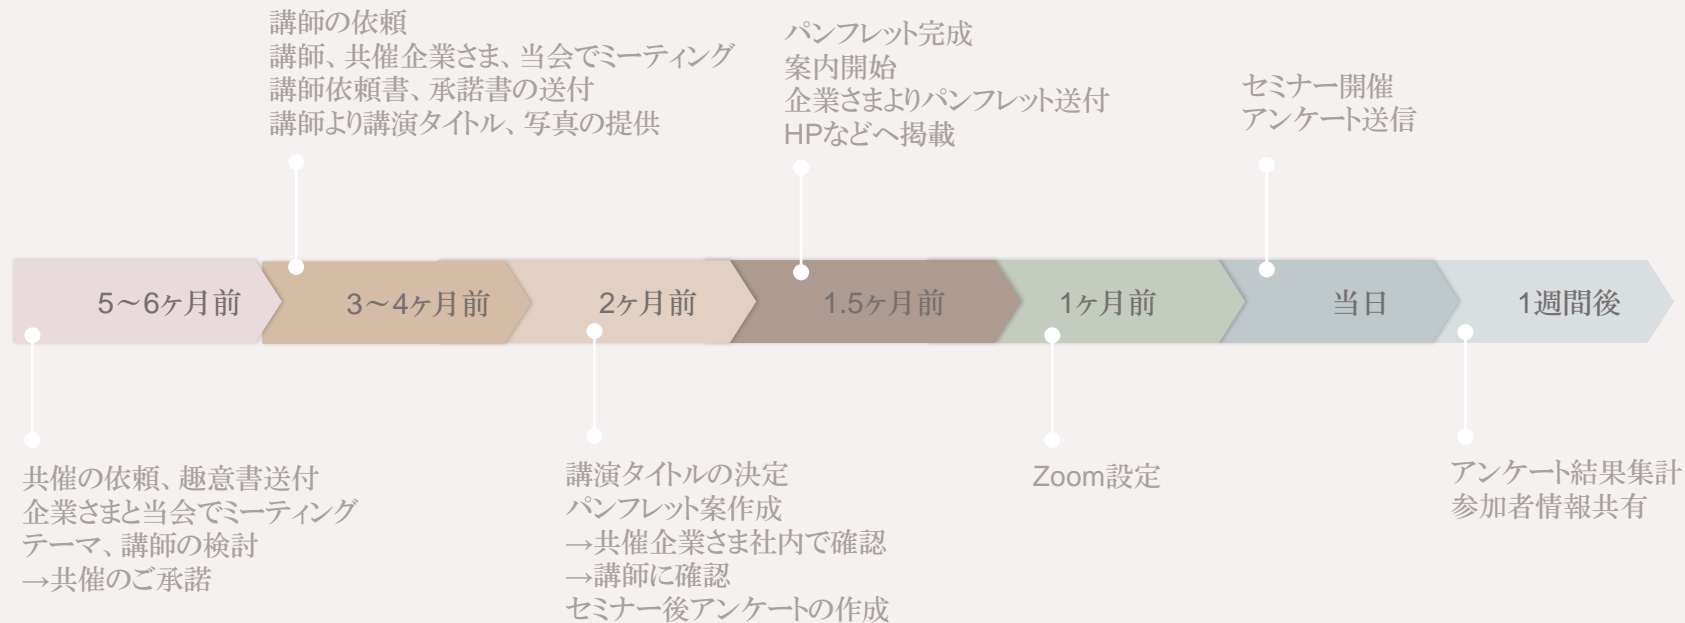 講師の依頼
講師、共催企業さま、当会でミーティング
講師依頼書、承諾書の送付
講師より講演タイトル、写真の提供
パンフレット完成
案内開始
企業さまよりパンフレット送付
HPなどへ掲載
セミナー開催
アンケート送信
5～6ヶ月前
3～4ヶ月前
2ヶ月前
1.5ヶ月前
1ヶ月前
当日
1週間後
共催の依頼、趣意書送付
企業さまと当会でミーティング
テーマ、講師の検討
→共催のご承諾
講演タイトルの決定
パンフレット案作成
→共催企業さま社内で確認
→講師に確認
セミナー後アンケートの作成
Zoom設定
アンケート結果集計
参加者情報共有